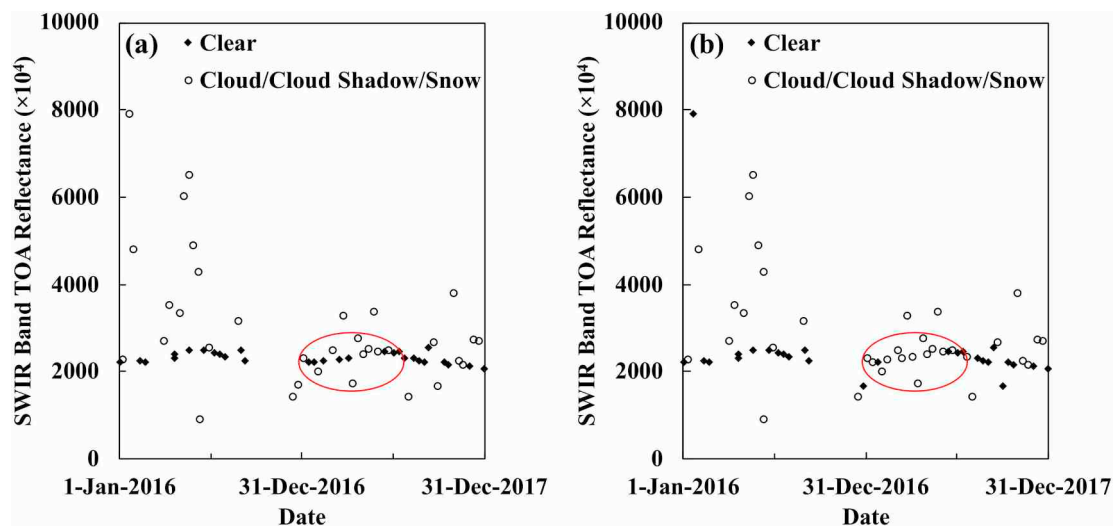 (a)
Clear
Cloud/Cloud Shadow/Snow
SWIR Band TOA Reflectance (×10⁴)
10000
8000
6000
4000
2000
0
1-Jan-2016
31-Dec-2016
31-Dec-2017
Date
(b)
Clear
Cloud/Cloud Shadow/Snow
SWIR Band TOA Reflectance (×10⁴)
10000
8000
6000
4000
2000
0
1-Jan-2016
31-Dec-2016
31-Dec-2017
Date